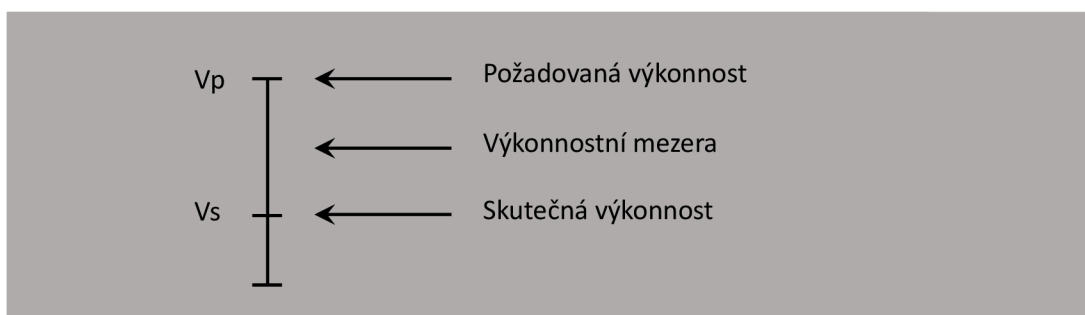 Vp Požadovaná výkonnost
Výkonnostní mezera
Vs Skutečná výkonnost